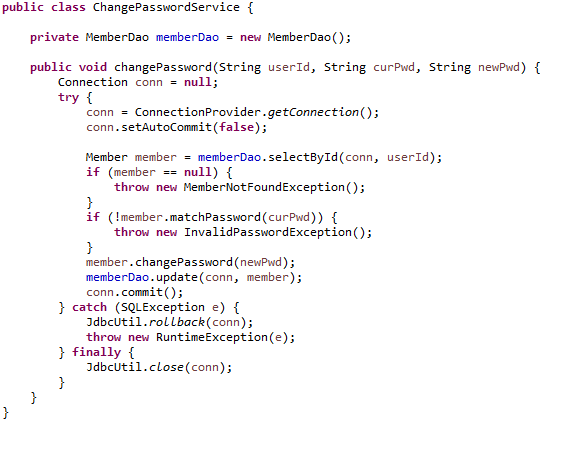 public class ChangePasswordService {
private MemberDao memberDao = new MemberDao();
public void changePassword(String userId, String curPwd, String newPwd) {
Connection conn = null;
try {
conn = ConnectionProvider.getConnection();
conn.setAutoCommit(false);
Member member = memberDao.selectById(conn, userId);
if (member == null) {
throw new MemberNotFoundException();
}
if (!member.matchPassword(curPwd)) {
throw new InvalidPasswordException();
}
member.changePassword(newPwd);
memberDao.update(conn, member);
conn.commit();
} catch (SQLException e) {
JdbcUtil.rollback(conn);
throw new RuntimeException(e);
} finally {
JdbcUtil.close(conn);
}
}
}